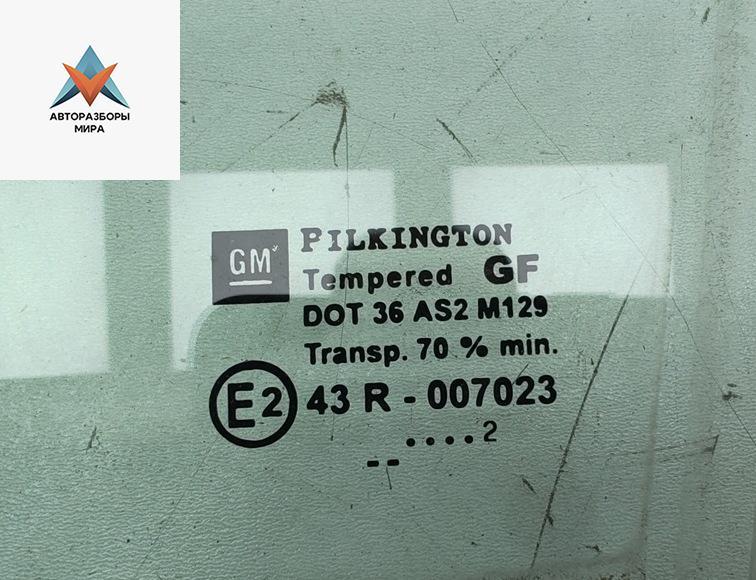 АВТОРАЗБОРЫ
МИРА
GM
PILKINGTON
Tempered GF
DOT 36 AS2 M129
Transp. 70 % min.
E2 43 R - 007023
....2
--